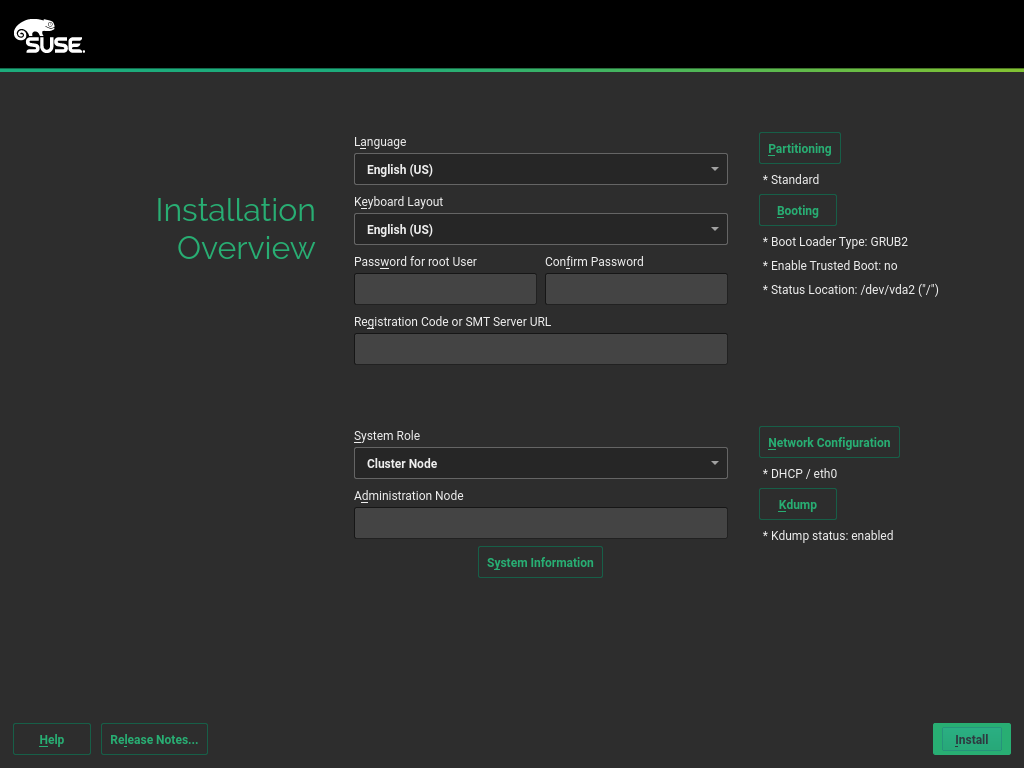 SUSE.
Installation
Overview
Language
English (US)
Keyboard Layout
English (US)
Password for root User
Confirm Password
Registration Code or SMT Server URL
System Role
Cluster Node
Administration Node
System Information
Partitioning
* Standard
Booting
* Boot Loader Type: GRUB2
* Enable Trusted Boot: no
* Status Location: /dev/vda2 ("/")
Network Configuration
* DHCP / eth0
Kdump
* Kdump status: enabled
Help
Release Notes...
Install